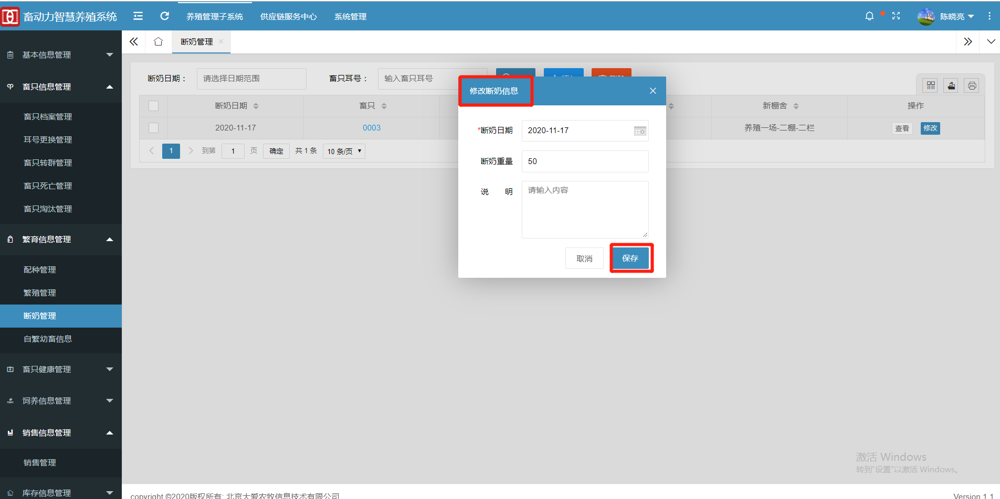 畜动力智慧养殖系统
养殖管理子系统
供应链服务中心
系统管理
陈晓亮
基本信息管理
畜只信息管理
畜只档案管理
耳号更换管理
畜只转群管理
畜只死亡管理
畜只淘汰管理
繁育信息管理
配种管理
繁殖管理
断奶管理
自繁幼畜信息
畜只健康管理
饲养信息管理
销售信息管理
销售管理
库存信息管理
断奶管理
断奶日期：
请选择日期范围
畜只耳号：
输入畜只耳号
断奶日期
畜只
新棚舍
操作
2020-11-17
0003
养殖一场-二棚-二栏
查看
修改
1
到第
1
页
确定
共 1 条
10 条/页
修改断奶信息
*断奶日期
2020-11-17
断奶重量
50
说 明
请输入内容
取消
保存
激活 Windows
转到"设置"以激活 Windows。
copyright ©2020版权所有: 北京大爱农牧信息技术有限公司
Version 1.1